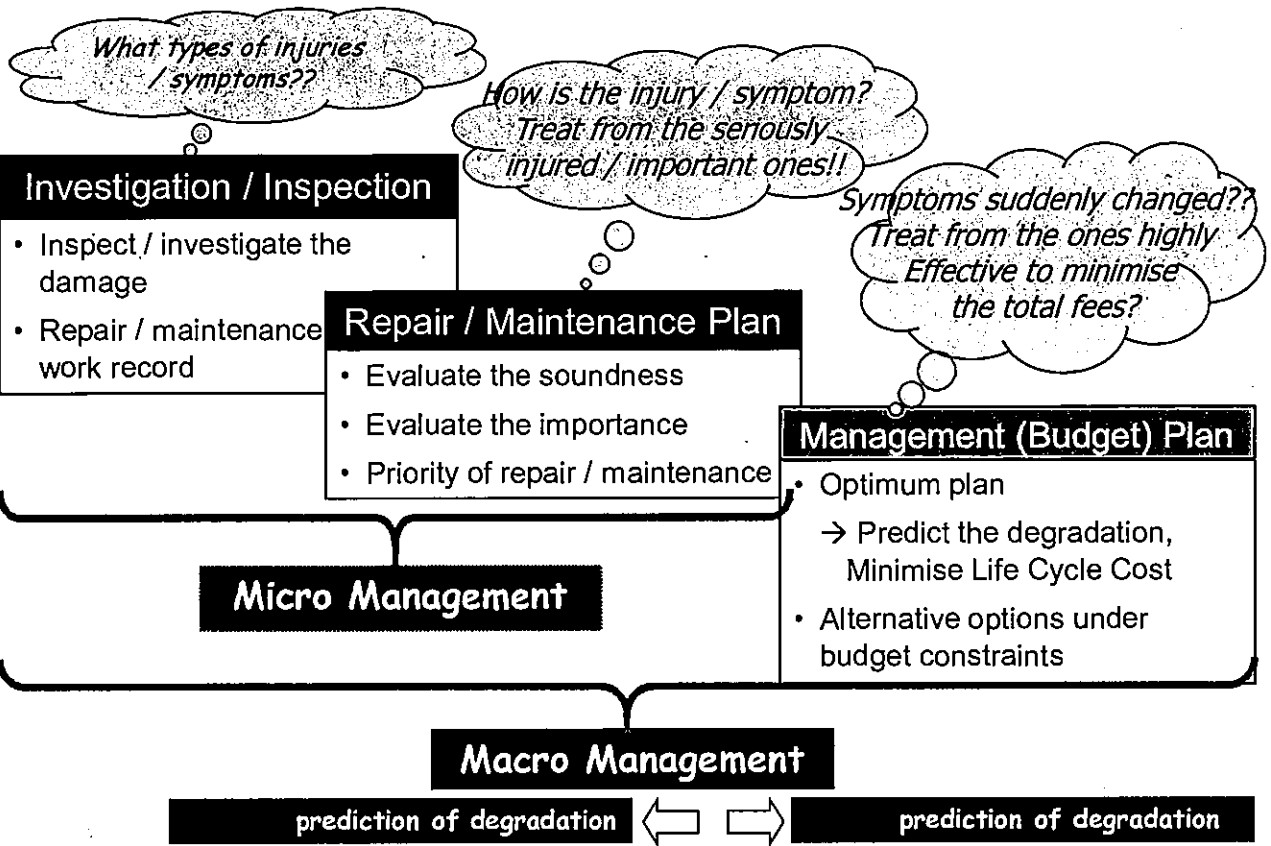 What types of injuries
/ symptoms??
How is the injury / symptom?
Treat from the seriously
injured / important ones!!
Symptoms suddenly changed??
Treat from the ones highly
Effective to minimise
the total fees?
Investigation / Inspection
• Inspect / investigate the
damage
• Repair / maintenance
work record
Repair / Maintenance Plan
• Evaluate the soundness
• Evaluate the importance
• Priority of repair / maintenance
Management (Budget) Plan
• Optimum plan
→ Predict the degradation,
Minimise Life Cycle Cost
• Alternative options under
budget constraints
Micro Management
Macro Management
prediction of degradation
prediction of degradation